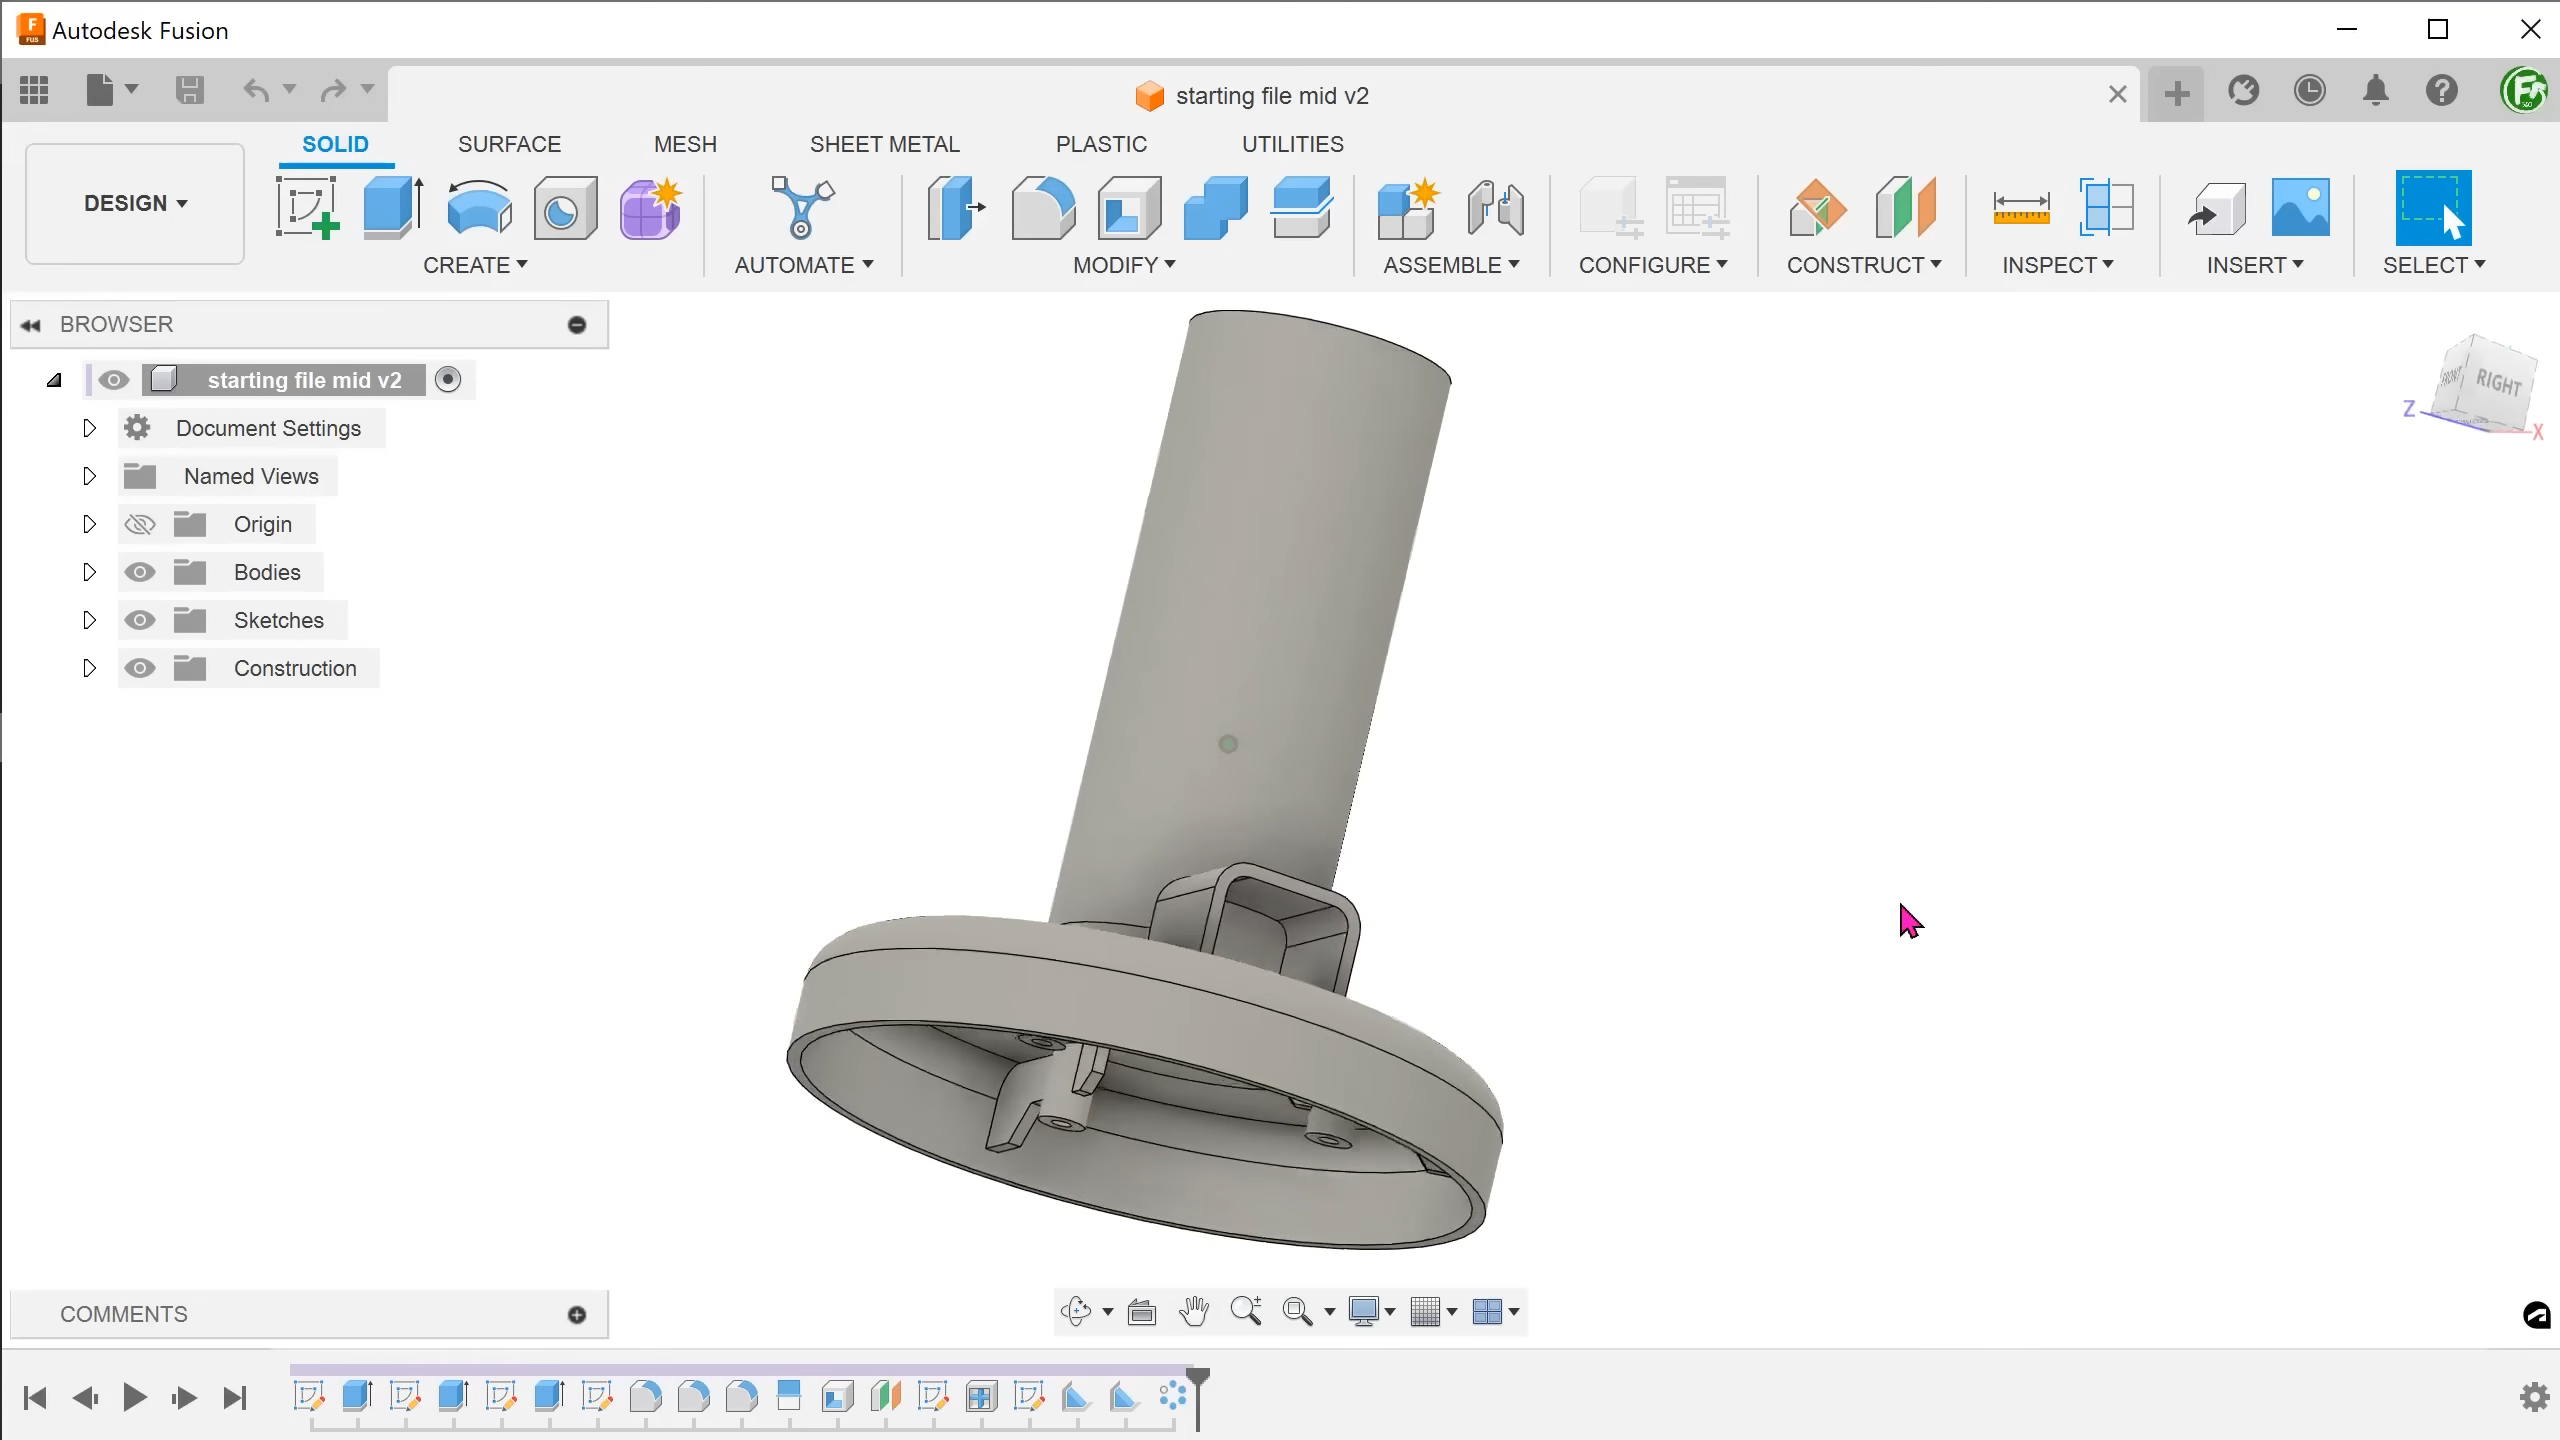 Autodesk Fusion
starting file mid v2
SOLID SURFACE MESH SHEET METAL PLASTIC UTILITIES
DESIGN
CREATE AUTOMATE MODIFY ASSEMBLE CONFIGURE CONSTRUCT INSPECT INSERT SELECT
BROWSER
starting file mid v2
Document Settings
Named Views
Origin
Bodies
Sketches
Construction
FRONT RIGHT
Z X
COMMENTS